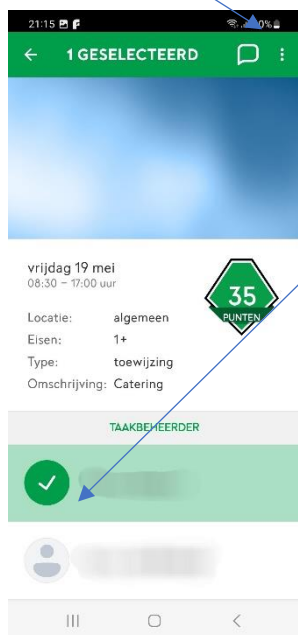 21:15
0%
1 GESELECTEERD
vrijdag 19 mei
08:30 – 17:00 uur
35
PUNTEN
Locatie: algemeen
Eisen: 1+
Type: toewijzing
Omschrijving: Catering
TAAKBEHEERDER